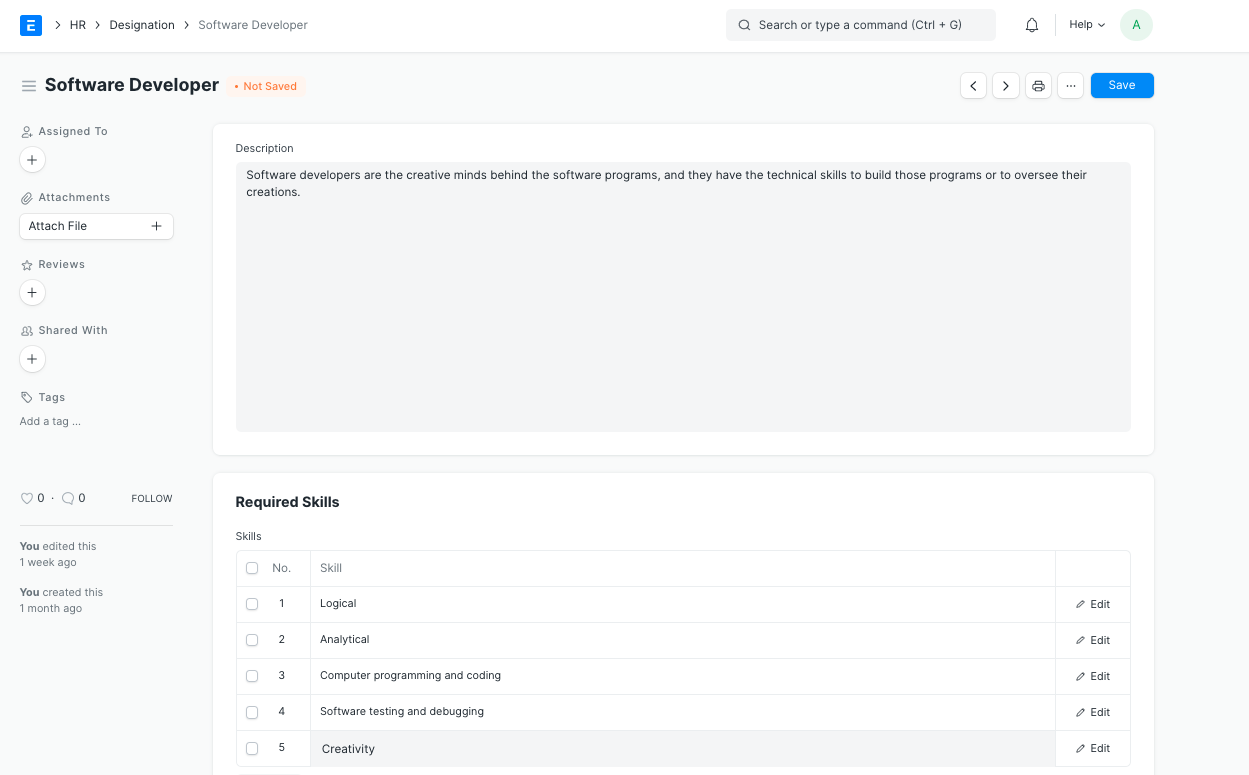 HR
Designation
Software Developer
Search or type a command (Ctrl + G)
Help
A
Software Developer
Not Saved
...
Save
Assigned To
Attachments
Attach File
Reviews
Shared With
Tags
Add a tag ...
0 · 0
FOLLOW
You edited this
1 week ago
You created this
1 month ago
Description
Software developers are the creative minds behind the software programs, and they have the technical skills to build those programs or to oversee their
creations.
Required Skills
Skills
No. Skill
1 Logical Edit
2 Analytical Edit
3 Computer programming and coding Edit
4 Software testing and debugging Edit
5 Creativity Edit